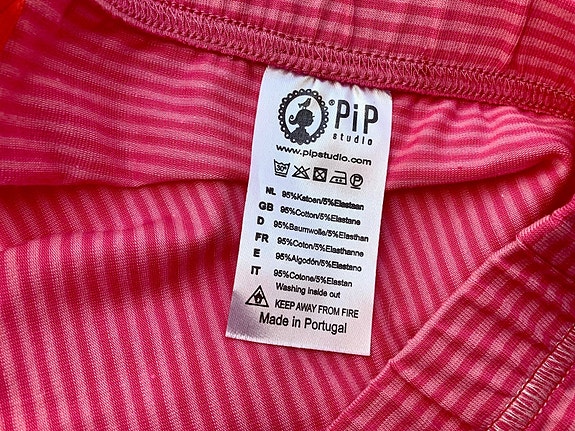 ®PiP
studio
www.pipstudio.com
NL 95%Katoen/5%Elastaan
GB 95%Cotton/5%Elastane
D 95%Baumwolle/5%Elasthan
FR 95%Coton/5%Elasthanne
E 95%Algodón/5%Elastano
IT 95%Cotone/5%Elastan
Washing inside out
KEEP AWAY FROM FIRE
Made in Portugal